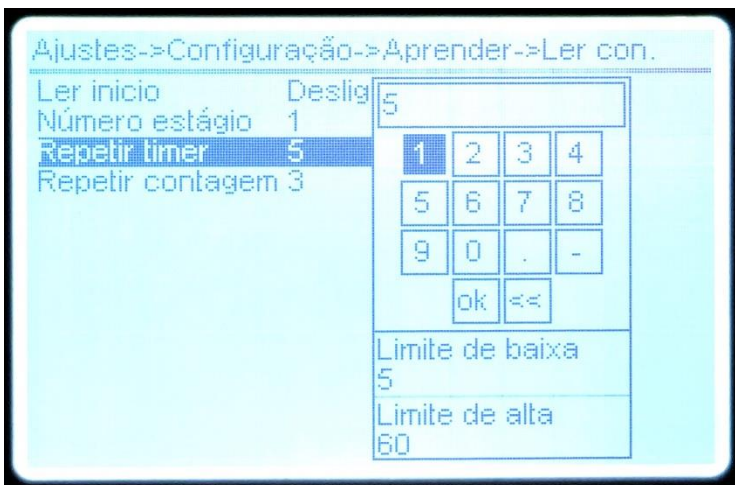 Ajustes->Configuração->Aprender->Ler con.
Ler inicio Deslig
Número estágio 1
Repetir timer 5
Repetir contagem 3
5
1 2 3 4
5 6 7 8
9 0 . -
ok <<
Limite de baixa
5
Limite de alta
60